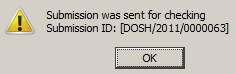 Submission was sent for checking
Submission ID: [DOSH/2011/0000063]
OK